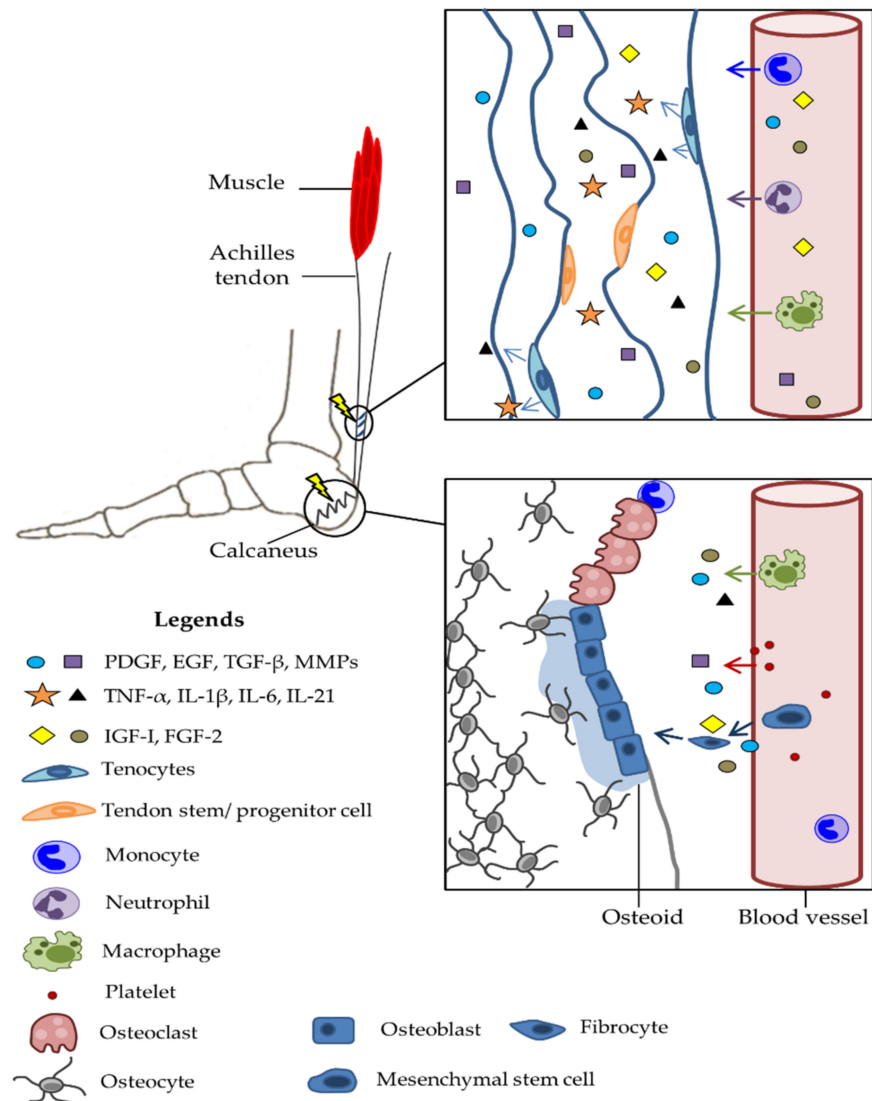 Muscle
Achilles
tendon
Calcaneus
Osteoid
Blood vessel
Legends
PDGF, EGF, TGF-β, MMPs
TNF-α, IL-1β, IL-6, IL-21
IGF-I, FGF-2
Tenocytes
Tendon stem/ progenitor cell
Monocyte
Neutrophil
Macrophage
Platelet
Osteoclast
Osteoblast
Fibrocyte
Osteocyte
Mesenchymal stem cell